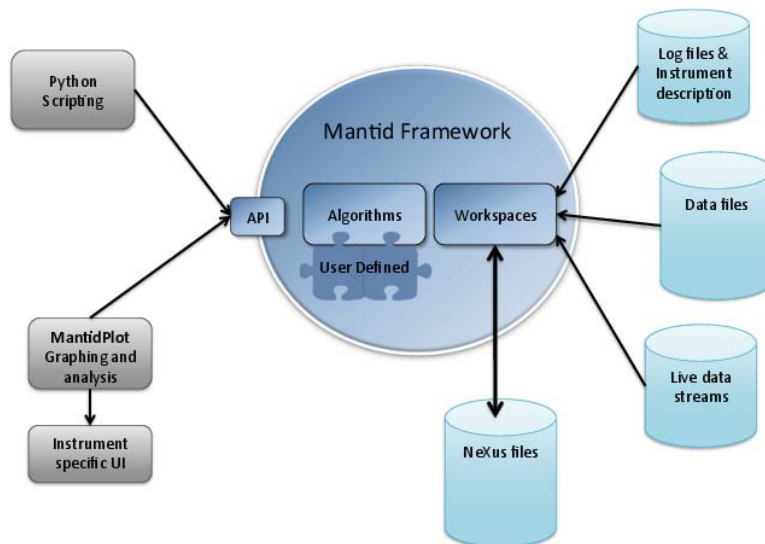 Python
Scripting
Mantid Framework
API
Algorithms
Workspaces
User Defined
MantidPlot
Graphing and
analysis
Instrument
specific UI
Log files &
Instrument
description
Data files
Live data
streams
NeXus files